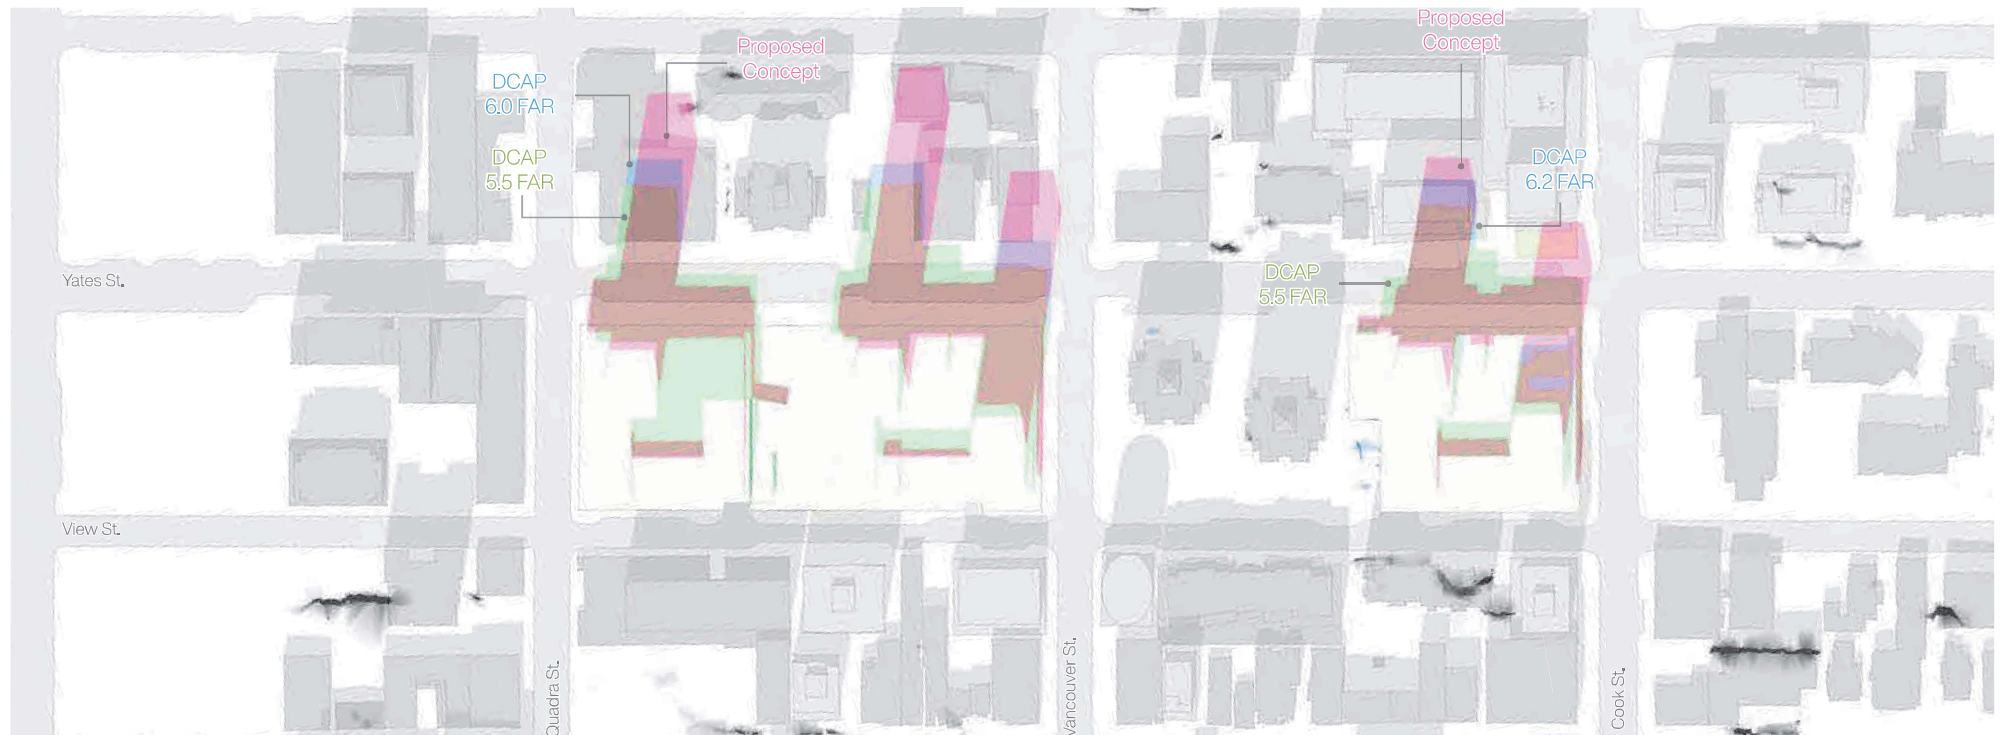 Proposed
Concept
Proposed
Concept
DCAP
6.0 FAR
DCAP
5.5 FAR
DCAP
6.2 FAR
DCAP
5.5 FAR
Yates St.
View St.
Quadra St.
Vancouver St.
Cook St.